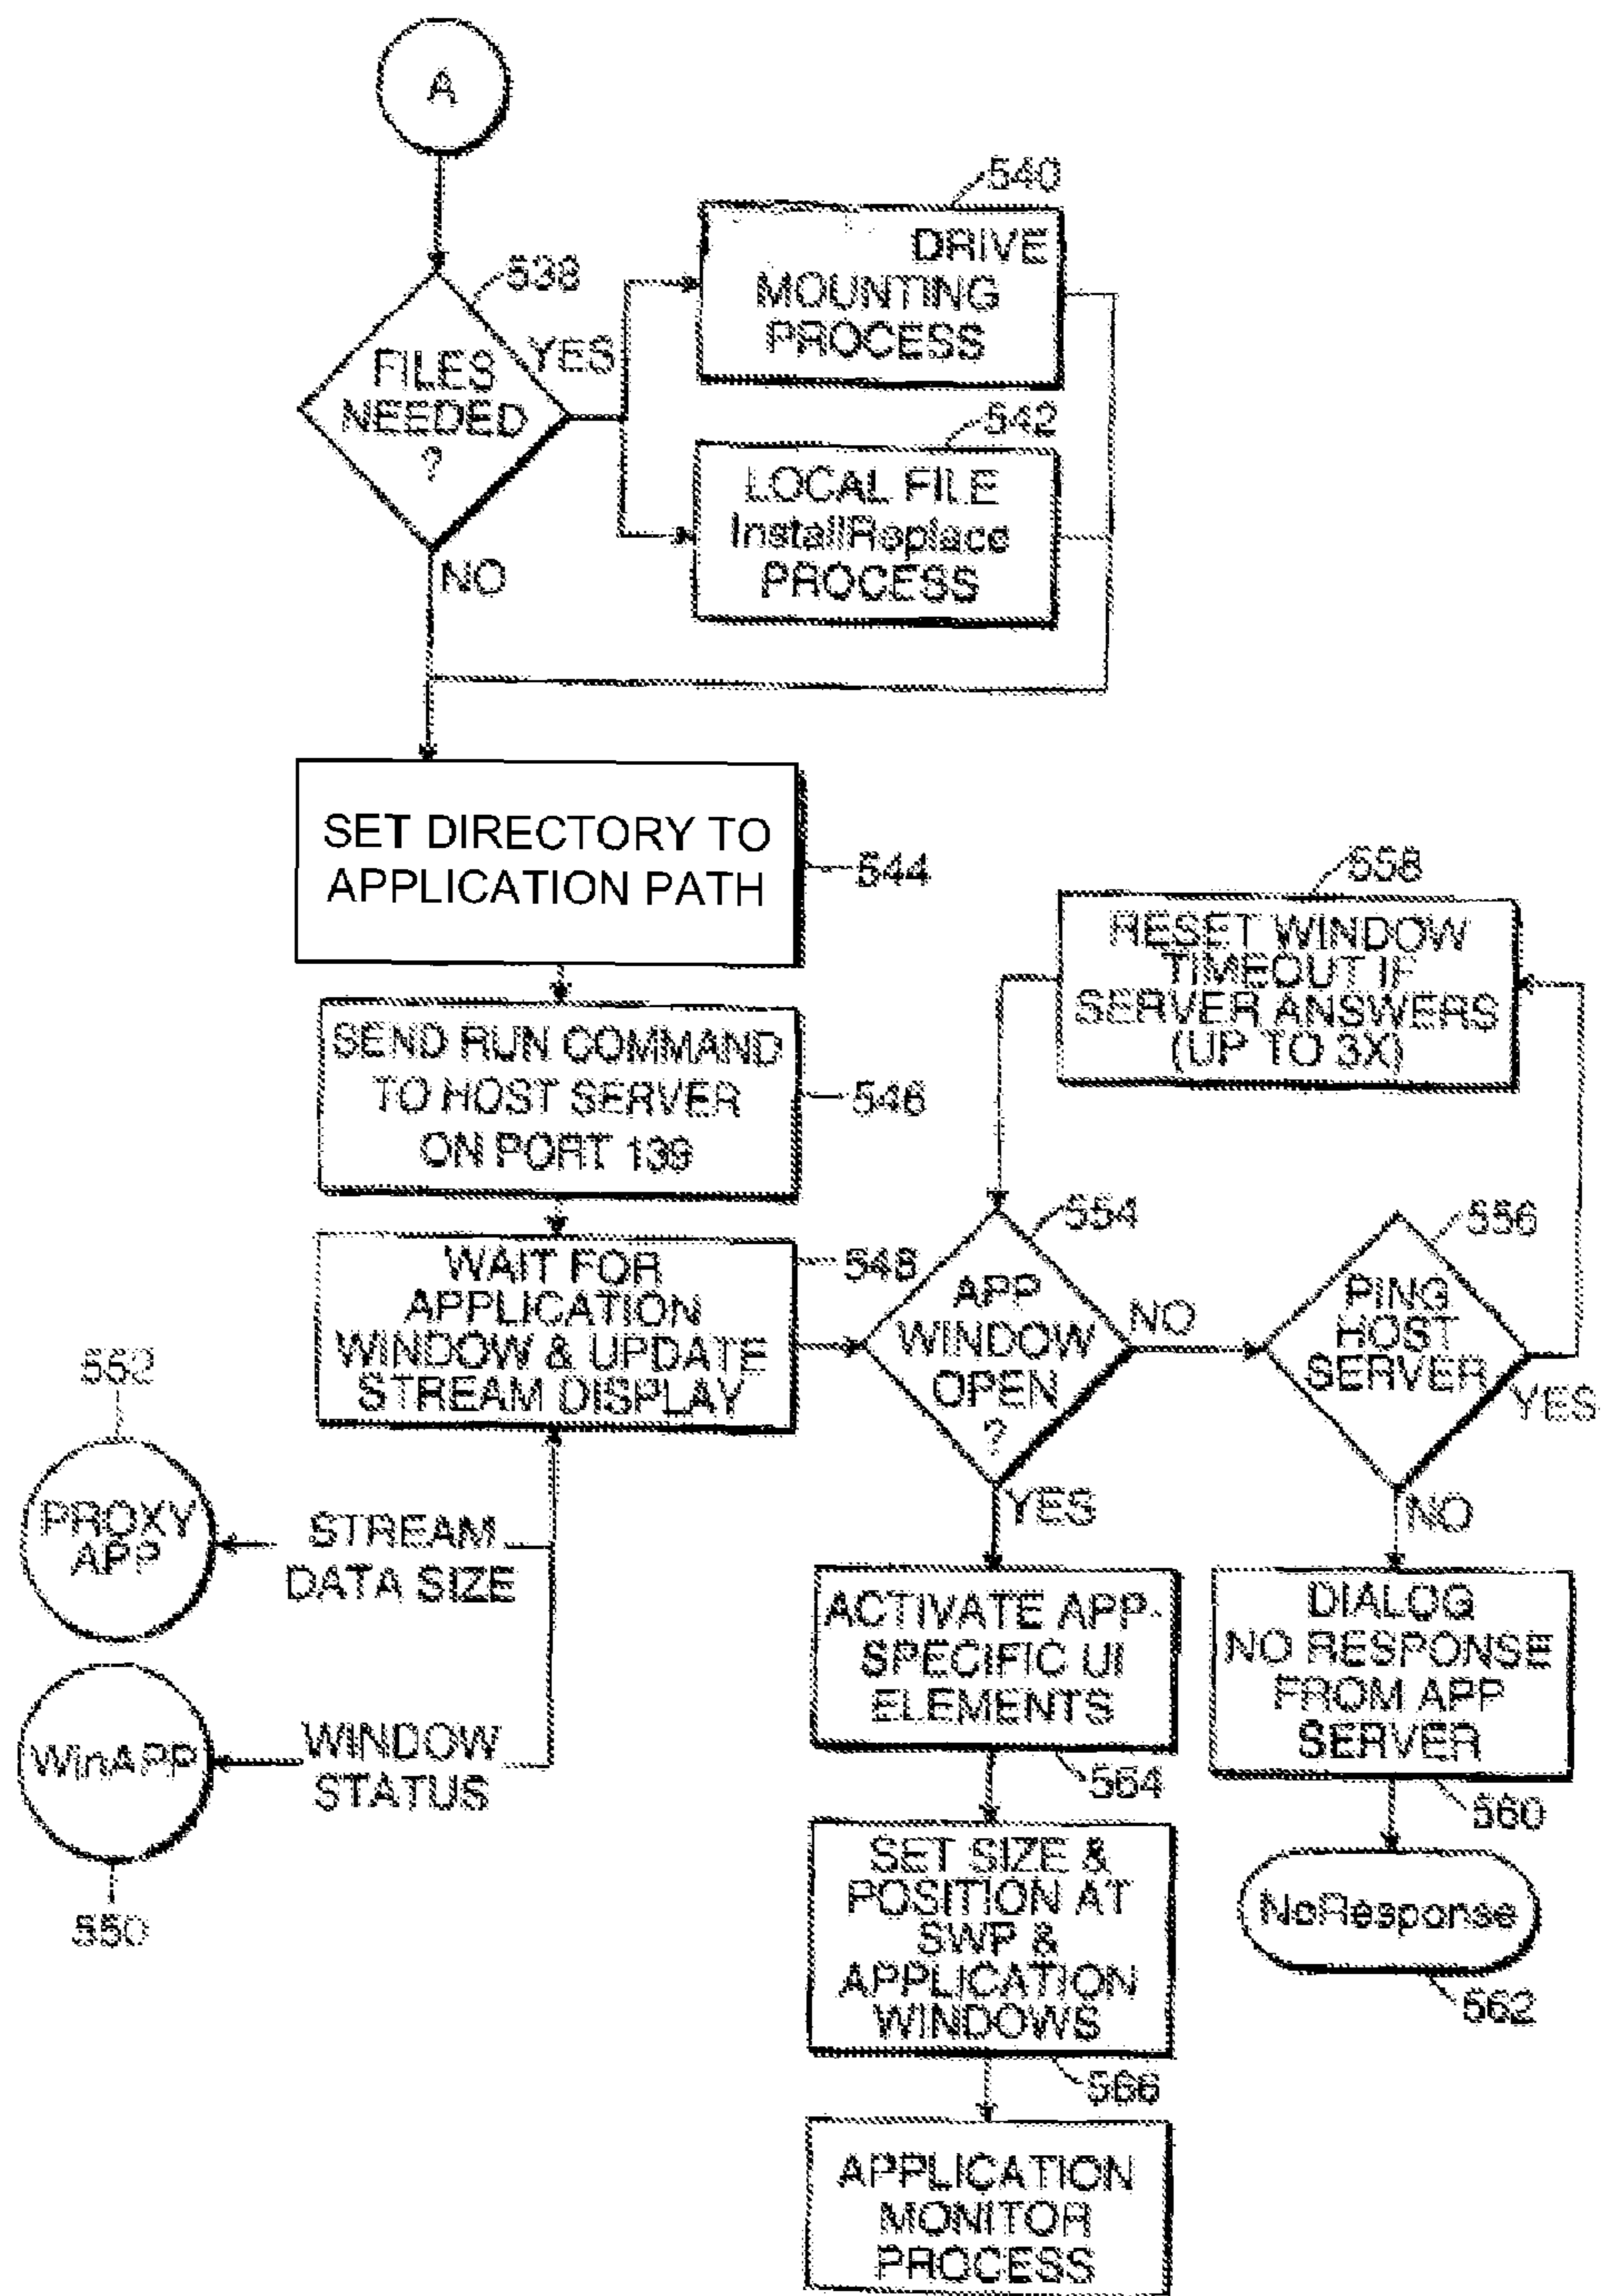 A
540
DRIVE
MOUNTING
PROCESS
538
YES
FILES
NEEDED
?
NO
542
LOCAL FILE
InstallReplace
PROCESS
SET DIRECTORY TO
APPLICATION PATH
544
558
RESET WINDOW
TIMEOUT IF
SERVER ANSWERS
(UP TO 3X)
SEND RUN COMMAND
TO HOST SERVER
ON PORT 139
546
WAIT FOR
APPLICATION
WINDOW & UPDATE
STREAM DISPLAY
548
554
APP
WINDOW
OPEN
?
NO
YES
556
PING
HOST
SERVER
YES
NO
552
PROXY
APP
STREAM
DATA SIZE
WinAPP
WINDOW
STATUS
550
ACTIVATE APP-
SPECIFIC UI
ELEMENTS
564
DIALOG
NO RESPONSE
FROM APP
SERVER
560
SET SIZE &
POSITION AT
SWP &
APPLICATION
WINDOWS
566
NoResponse
562
APPLICATION
MONITOR
PROCESS